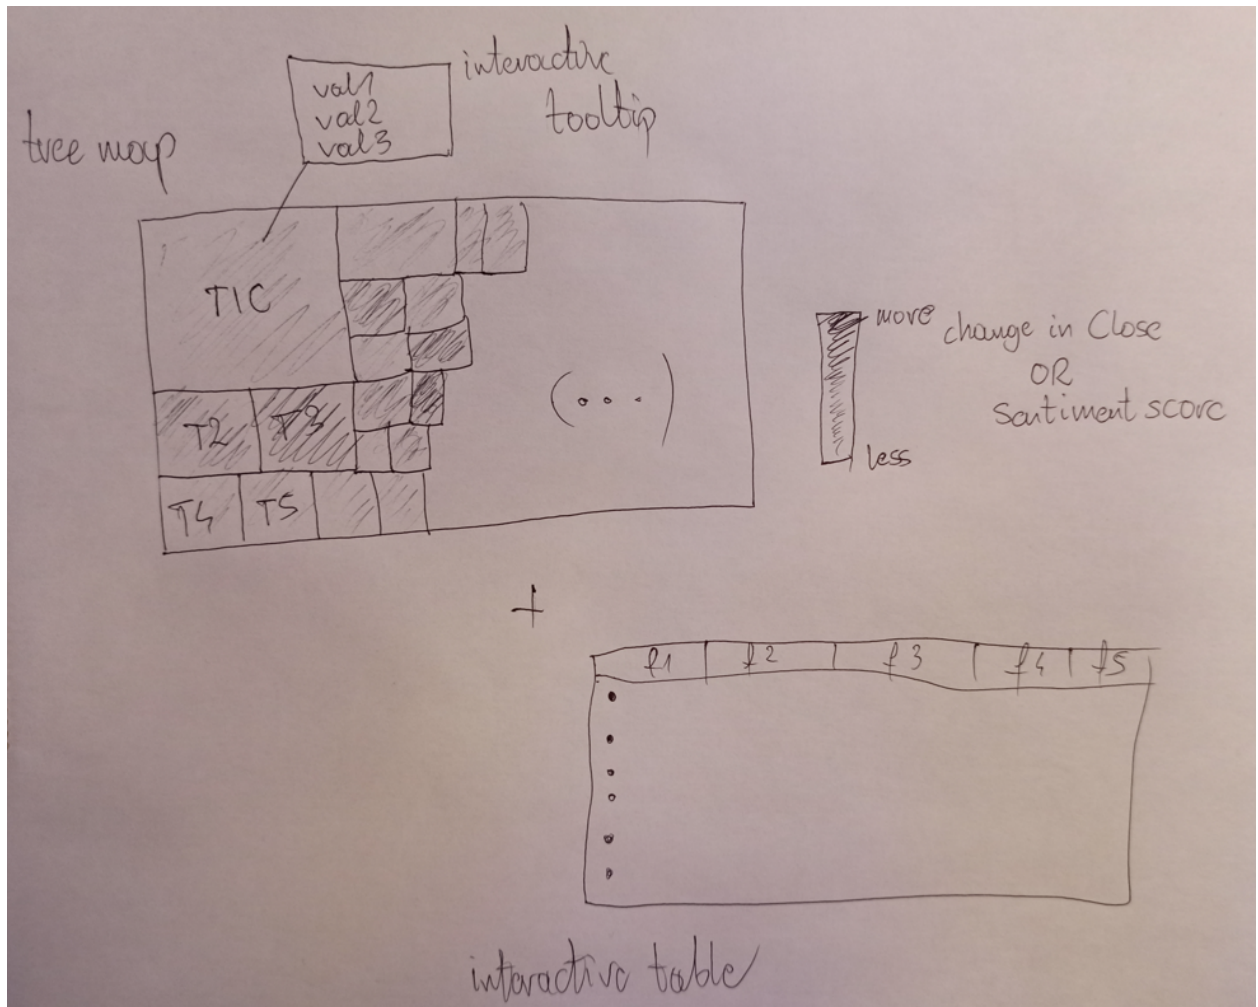 interactive
tooltip
val1
val2
val3
tree map
TIC
T2
T3
T4
T5
(...)
more
change in Close
OR
Sentiment score
less
+
f1
f2
f3
f4
f5
interactive table